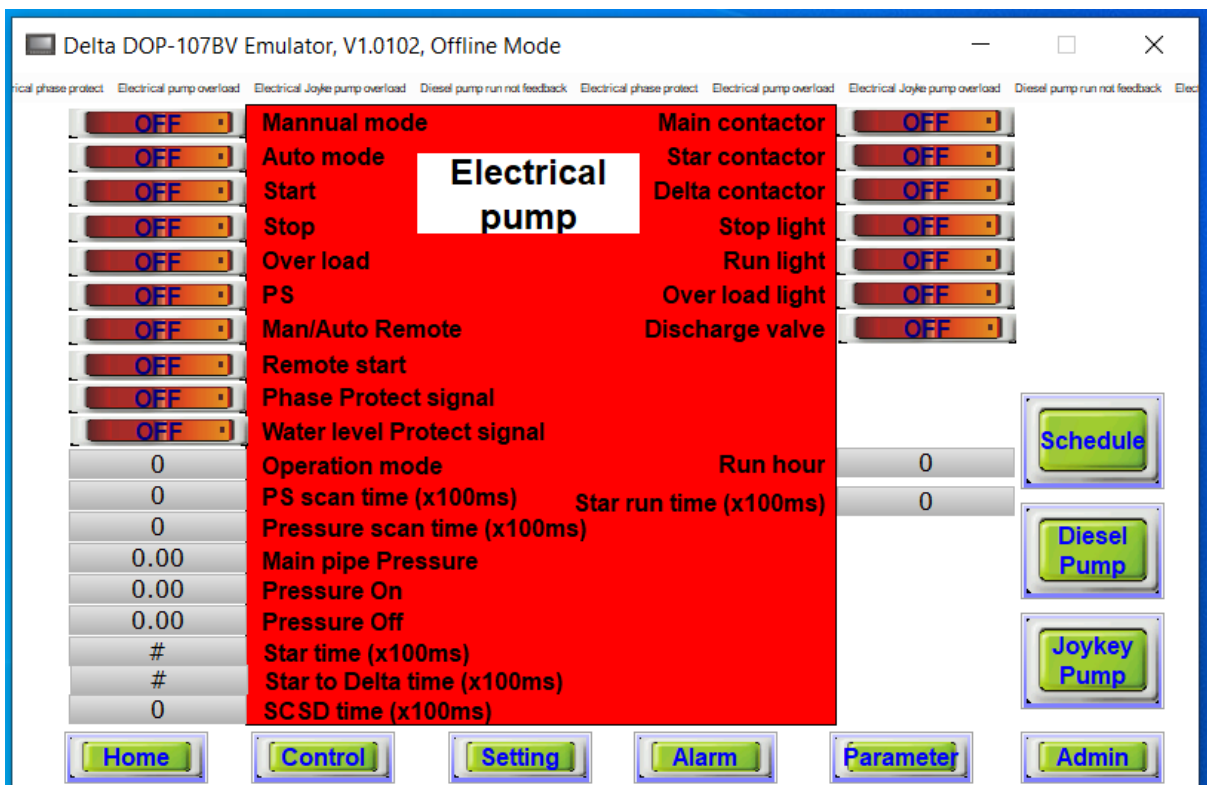 Delta DOP-107BV Emulator, V1.0102, Offline Mode
rical phase protect Electrical pump overload Electrical Joyke pump overload Diesel pump run not feedback Electrical phase protect Electrical pump overload Electrical Joyke pump overload Diesel pump run not feedback Elec
OFF Mannual mode Main contactor OFF
OFF Auto mode Star contactor OFF
Electrical
pump
OFF Start Delta contactor OFF
OFF Stop Stop light OFF
OFF Over load Run light OFF
OFF PS Over load light OFF
OFF Man/Auto Remote Discharge valve OFF
OFF Remote start
OFF Phase Protect signal
OFF Water level Protect signal
Schedule
0 Operation mode Run hour 0
0 PS scan time (x100ms) Star run time (x100ms) 0
0 Pressure scan time (x100ms)
Diesel
Pump
0.00 Main pipe Pressure
0.00 Pressure On
0.00 Pressure Off
# Star time (x100ms)
Joykey
Pump
# Star to Delta time (x100ms)
0 SCSD time (x100ms)
Home Control Setting Alarm Parameter Admin